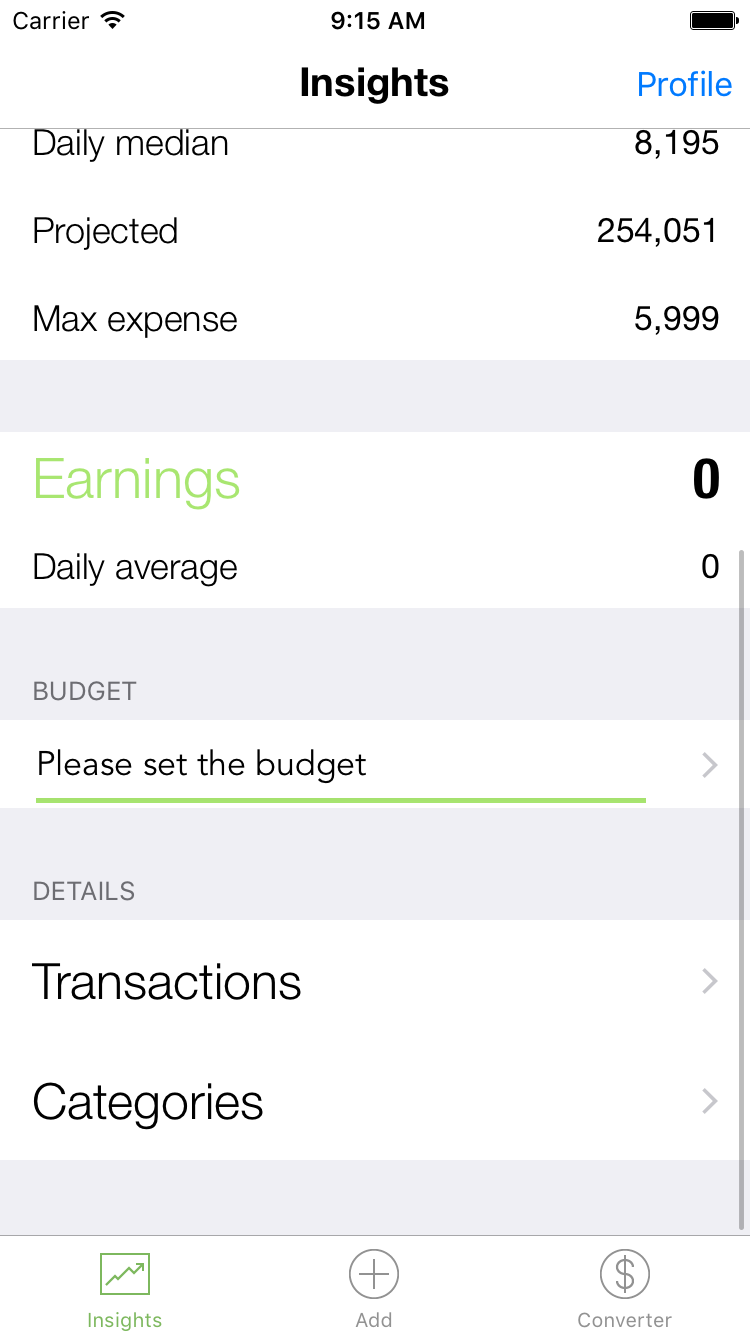 Carrier 9:15 AM
Insights Profile
Daily median 8,195
Projected 254,051
Max expense 5,999
Earnings 0
Daily average 0
BUDGET
Please set the budget
DETAILS
Transactions
Categories
Insights Add Converter